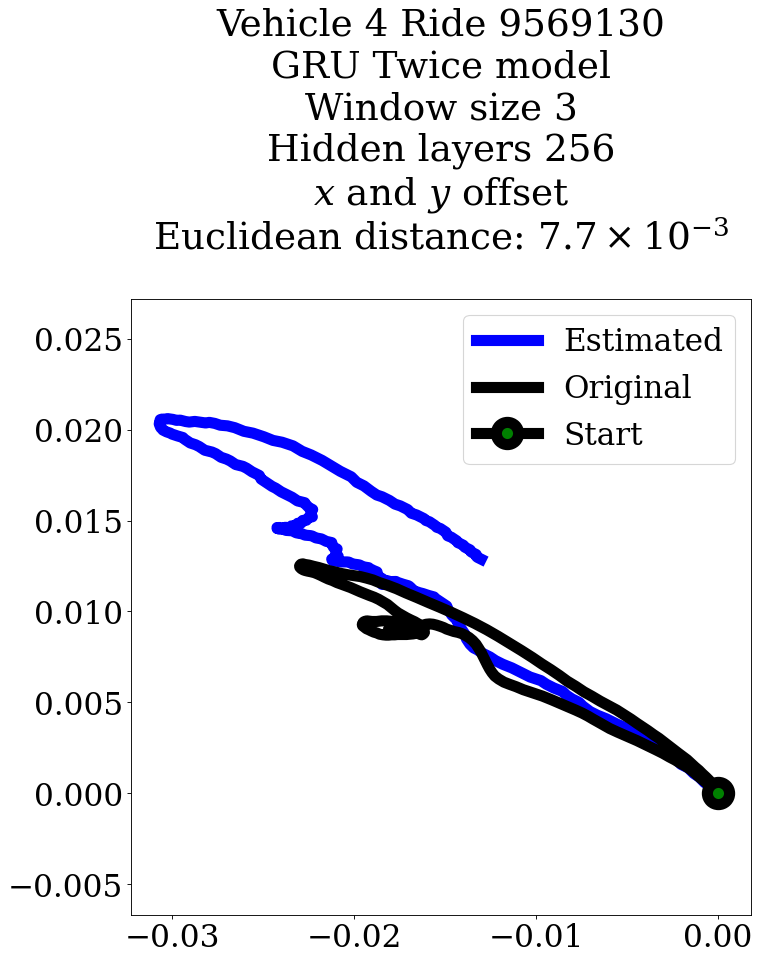 Vehicle 4 Ride 9569130
GRU Twice model
Window size 3
Hidden layers 256
x and y offset
Euclidean distance: 7.7 × 10⁻³
Estimated
Original
Start
0.025
0.020
0.015
0.010
0.005
0.000
−0.005
−0.03
−0.02
−0.01
0.00